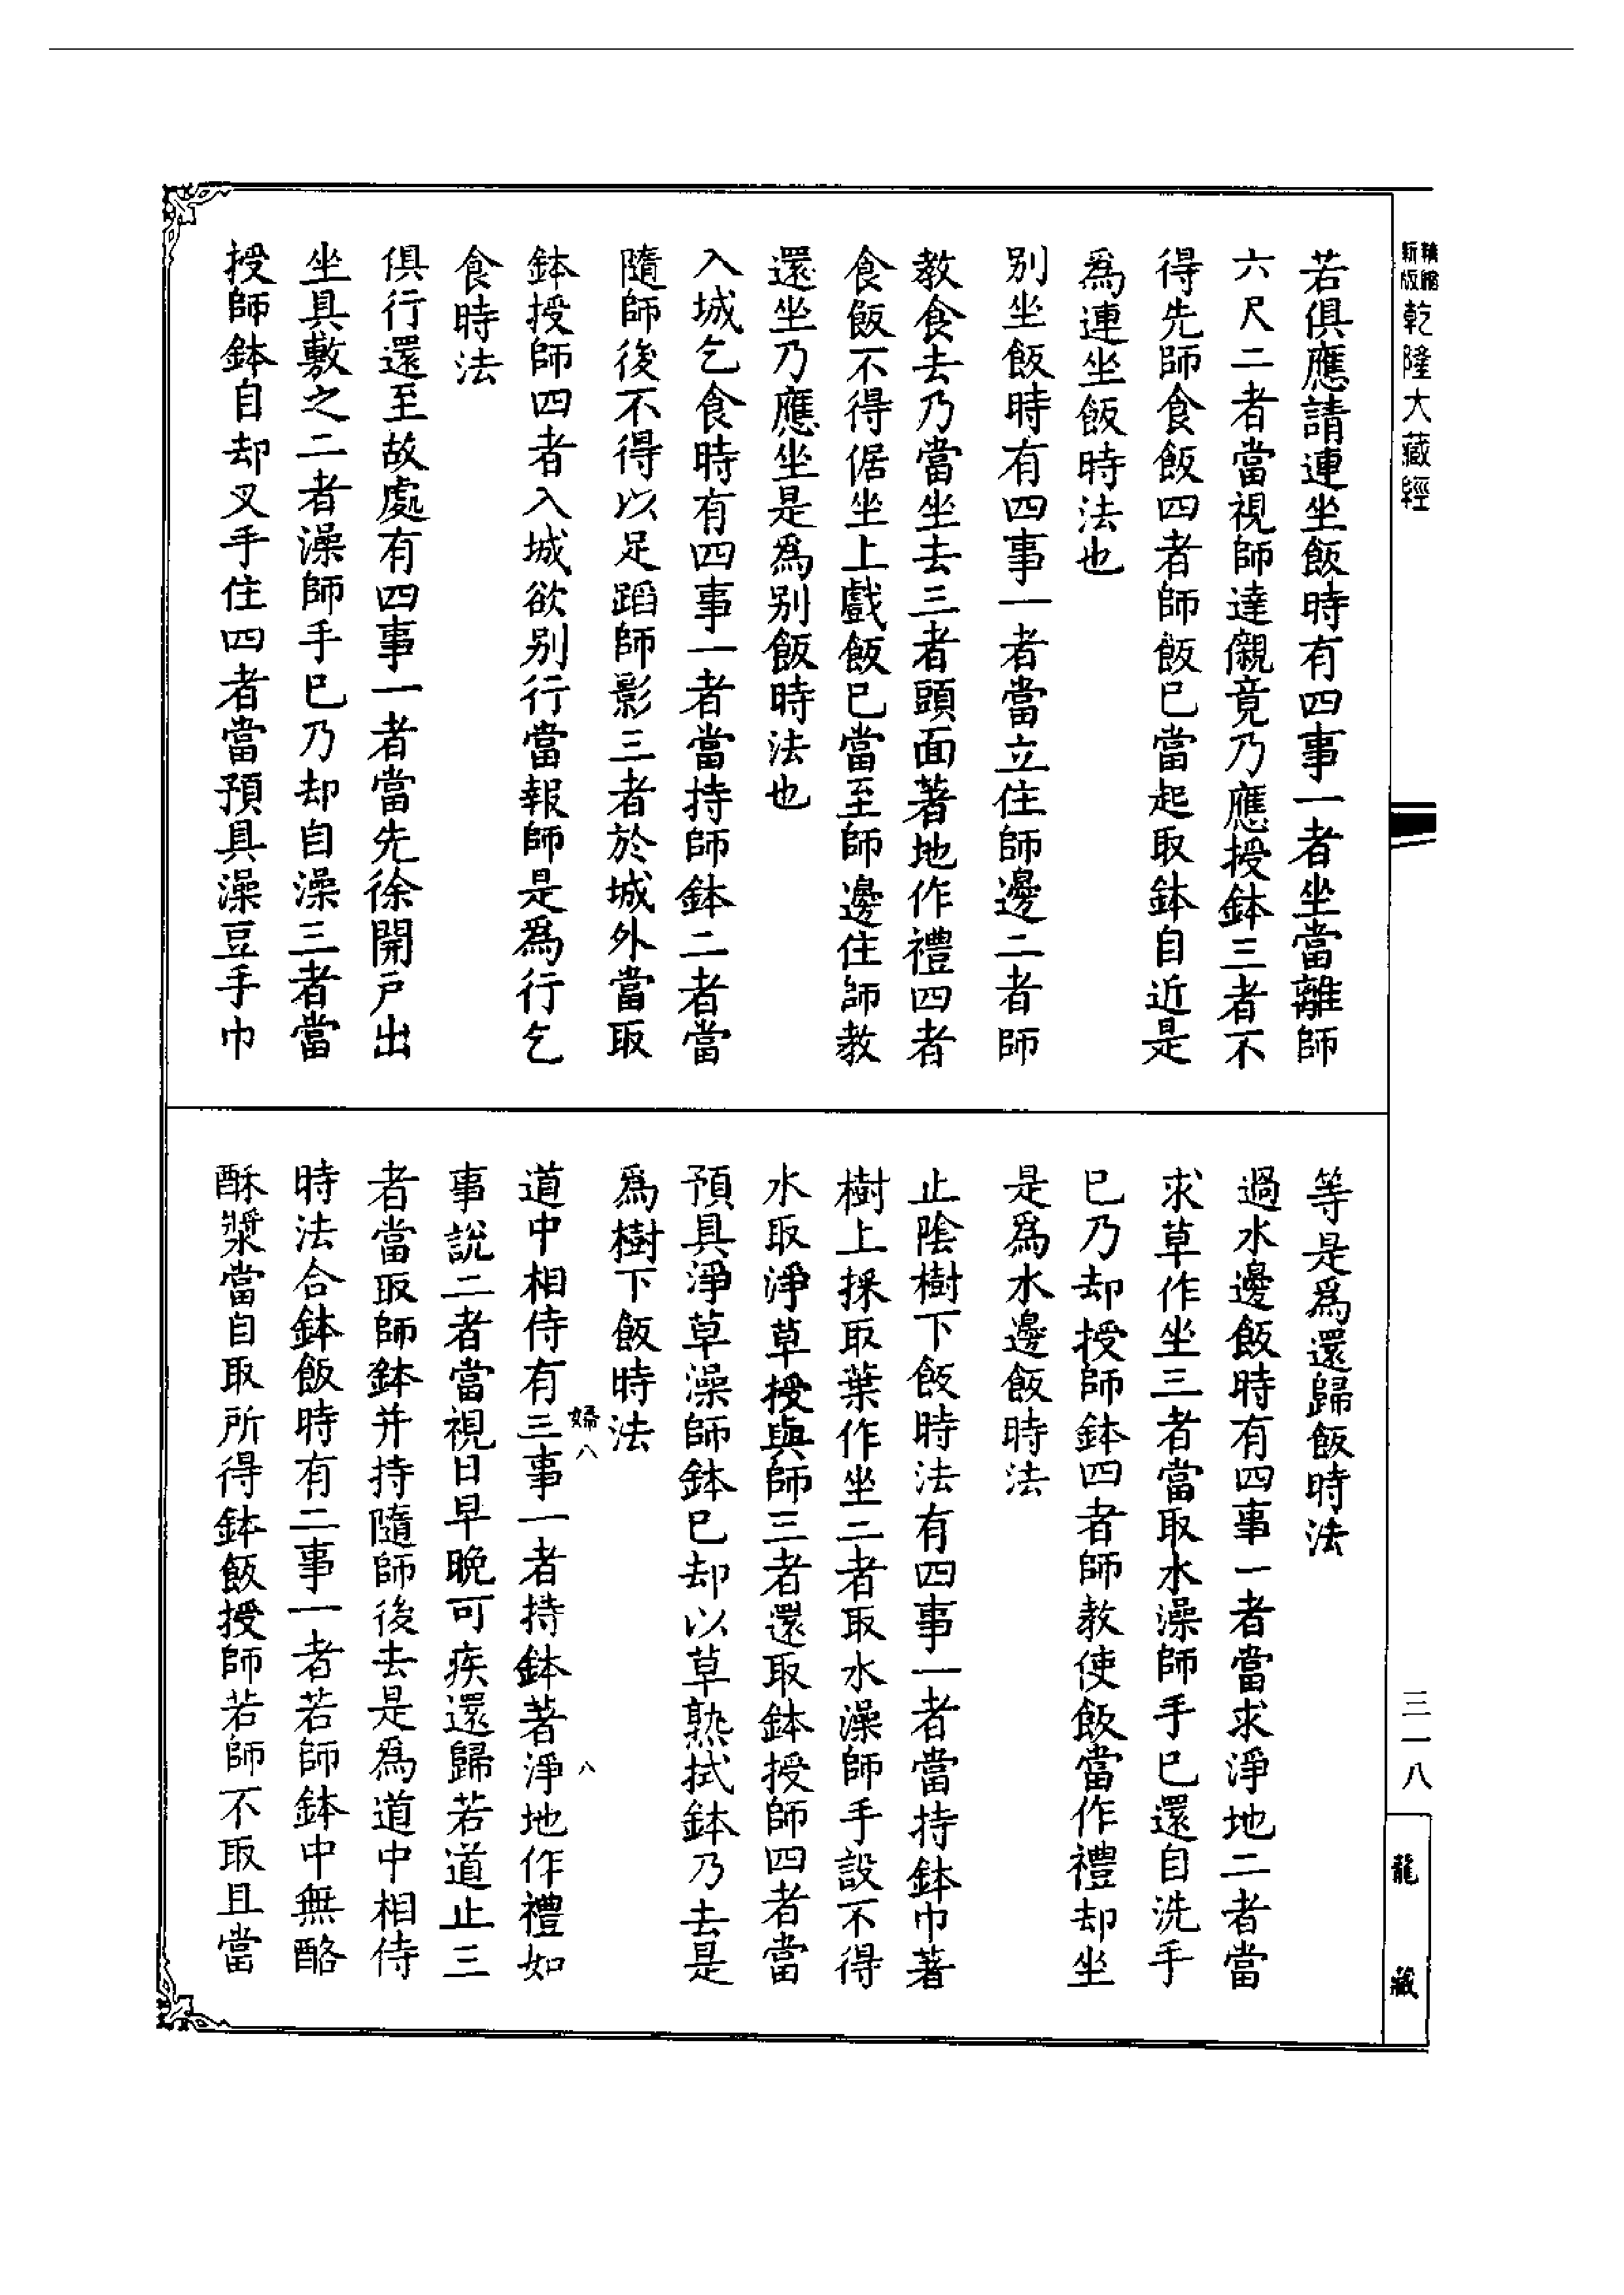 精縮新版乾隆大藏經
若俱應請連坐飯時有四事一者坐當離師
六尺二者當視師達嚫竟乃應授鉢三者不
得先師食飯四者師飯已當起取鉢自近是
為連坐飯時法也
別坐飯時有四事一者當立住師邊二者師
教食去乃當坐去三者頭面著地作禮四者
食飯不得倨坐上戲飯已當至師邊住師教
還坐乃應坐是為别飯時法也
入城乞食時有四事一者當持師鉢二者當
隨師後不得以足蹈師影三者於城外當取
鉢授師四者入城欲别行當報師是為行乞
食時法
俱行還至故處有四事一者當先徐開戶出
坐具敷之二者澡師手已乃却自澡三者當
授師鉢自却叉手住四者當預具澡豆手巾
等是為還歸飯時法
過水邊飯時有四事一者當求淨地二者當
求草作坐三者當取水澡師手已還自洗手
已乃却授師鉢四者師教使飯當作禮却坐
是為水邊飯時法
止陰樹下飯時法有四事一者當持鉢巾著
樹上採取葉作坐二者取水澡師手設不得
水取淨草授與師三者還取鉢授師四者當
預具淨草澡師鉢已却以草熟拭鉢乃去是
為樹下飯時法
婦八 八
道中相侍有三事一者持鉢著淨地作禮如
事說二者當視日早晚可疾還歸若道止三
者當取師鉢并持隨師後去是為道中相侍
時法合鉢飯時有二事一者若師鉢中無酪
酥漿當自取所得鉢飯授師若師不取且當
三一八
龍藏